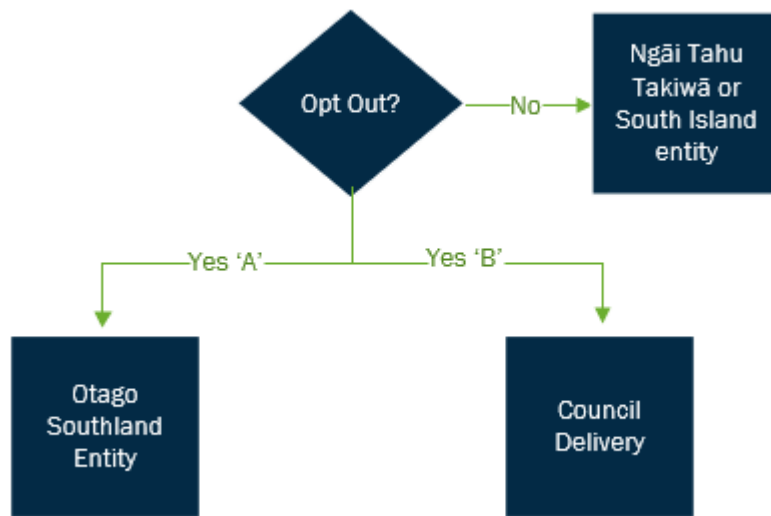 Opt Out?
No
Ngāi Tahu
Takiwā or
South Island
entity
Yes ‘A’
Yes ‘B’
Otago
Southland
Entity
Council
Delivery